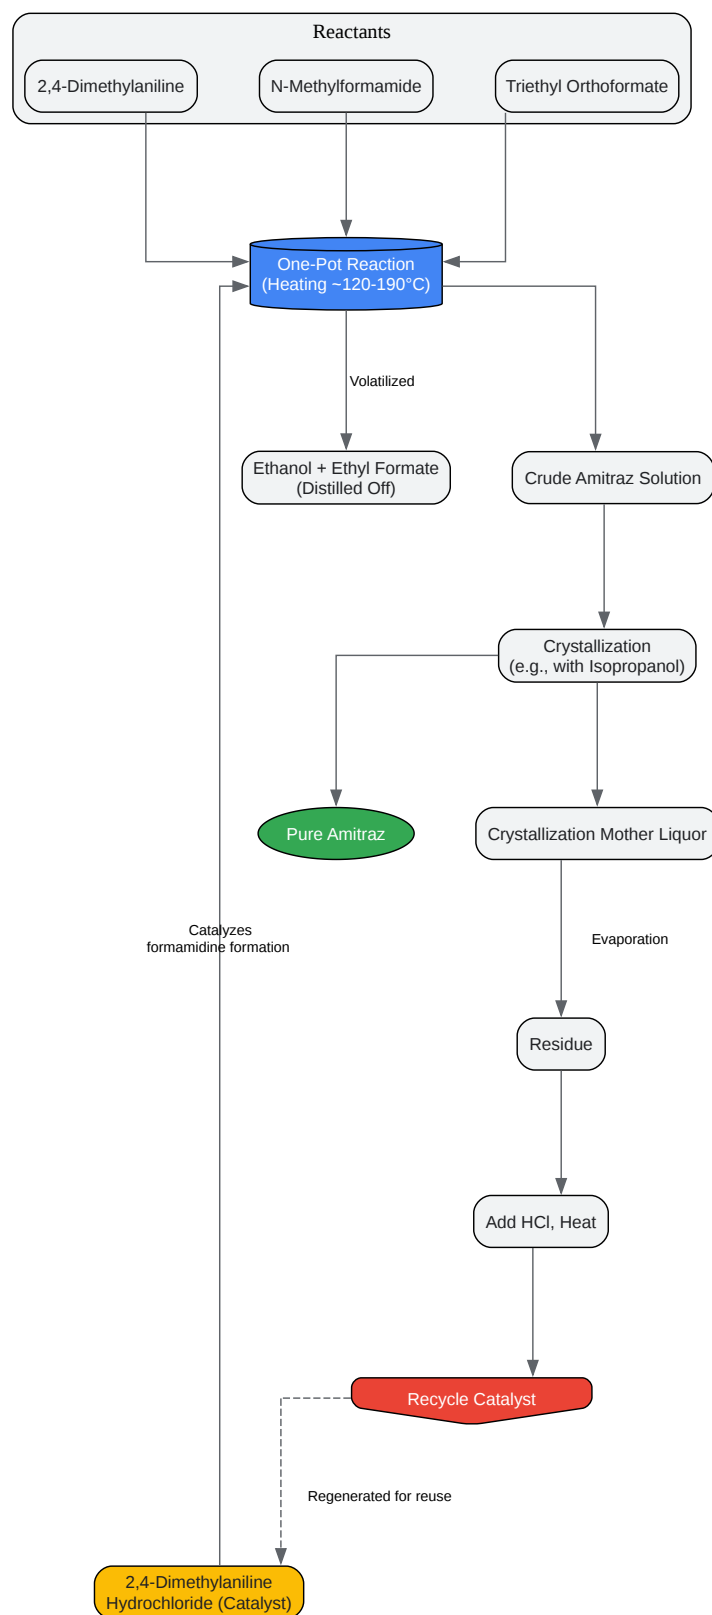 Reactants
2,4-Dimethylaniline
N-Methylformamide
Triethyl Orthoformate
One-Pot Reaction
(Heating ~120-190°C)
Volatilized
Ethanol + Ethyl Formate
(Distilled Off)
Crude Amitraz Solution
Crystallization
(e.g., with Isopropanol)
Pure Amitraz
Crystallization Mother Liquor
Catalyzes
formamidine formation
Evaporation
Residue
Add HCl, Heat
Recycle Catalyst
Regenerated for reuse
2,4-Dimethylaniline
Hydrochloride (Catalyst)